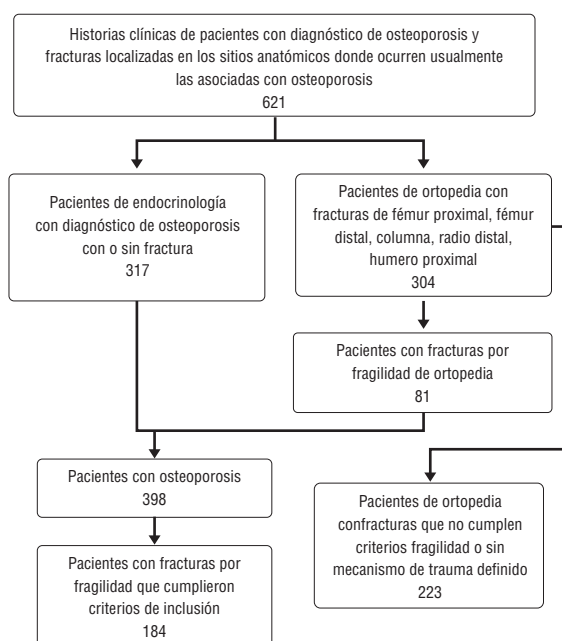 Historias clínicas de pacientes con diagnóstico de osteoporosis y
fracturas localizadas en los sitios anatómicos donde ocurren usualmente
las asociadas con osteoporosis
621
Pacientes de endocrinología
con diagnóstico de osteoporosis
con o sin fractura
317
Pacientes de ortopedia con
fracturas de fémur proximal, fémur
distal, columna, radio distal,
humero proximal
304
Pacientes con fracturas por
fragilidad de ortopedia
81
Pacientes con osteoporosis
398
Pacientes de ortopedia
confracturas que no cumplen
criterios fragilidad o sin
mecanismo de trauma definido
223
Pacientes con fracturas por
fragilidad que cumplieron
criterios de inclusión
184